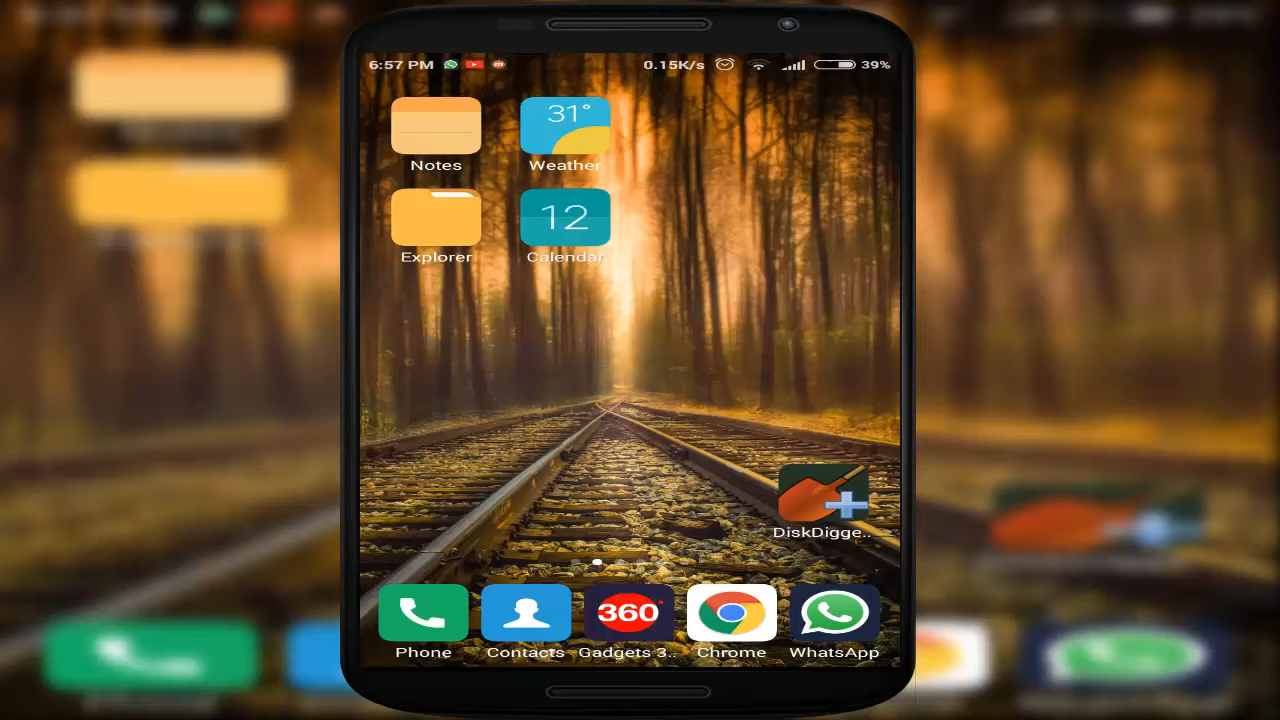 6:57 PM 0.15K/s 39%
31°
Notes Weather
12
Explorer Calendar
DiskDigge..
360
Phone Contacts Gadgets 3.. Chrome WhatsApp